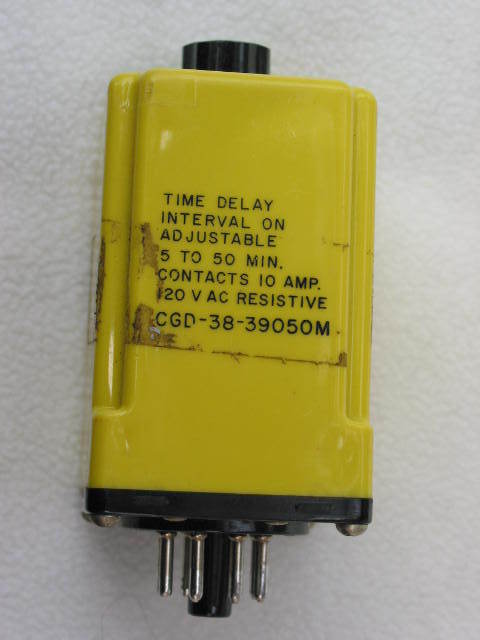 TIME DELAY
INTERVAL ON
ADJUSTABLE
5 TO 50 MIN.
CONTACTS 10 AMP.
120 V AC RESISTIVE
CGD-38-39050M